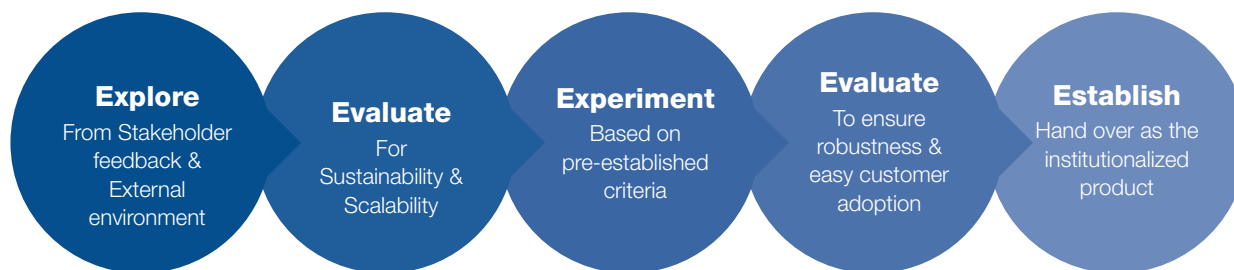 Explore
From Stakeholder
feedback &
External
environment
Evaluate
For
Sustainability &
Scalability
Experiment
Based on
pre-established
criteria
Evaluate
To ensure
robustness &
easy customer
adoption
Establish
Hand over as the
institutionalized
product